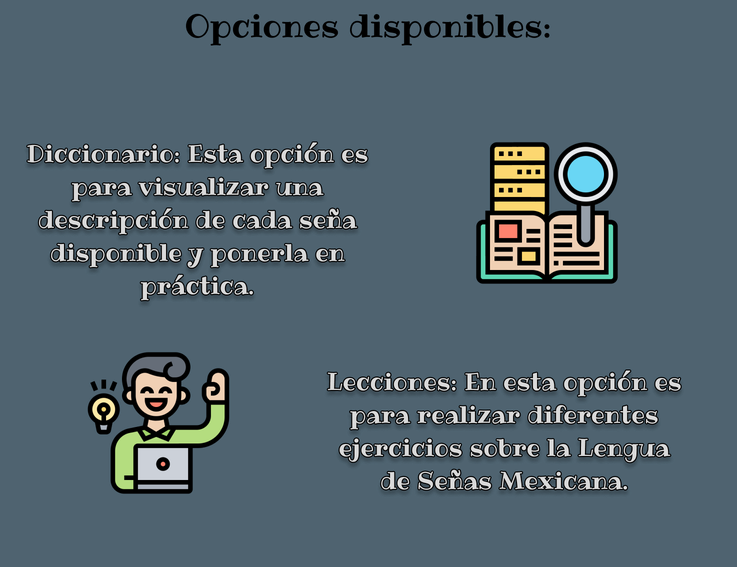 Opciones disponibles:
Diccionario: Esta opción es
para visualizar una
descripción de cada seña
disponible y ponerla en
práctica.
Lecciones: En esta opción es
para realizar diferentes
ejercicios sobre la Lengua
de Señas Mexicana.